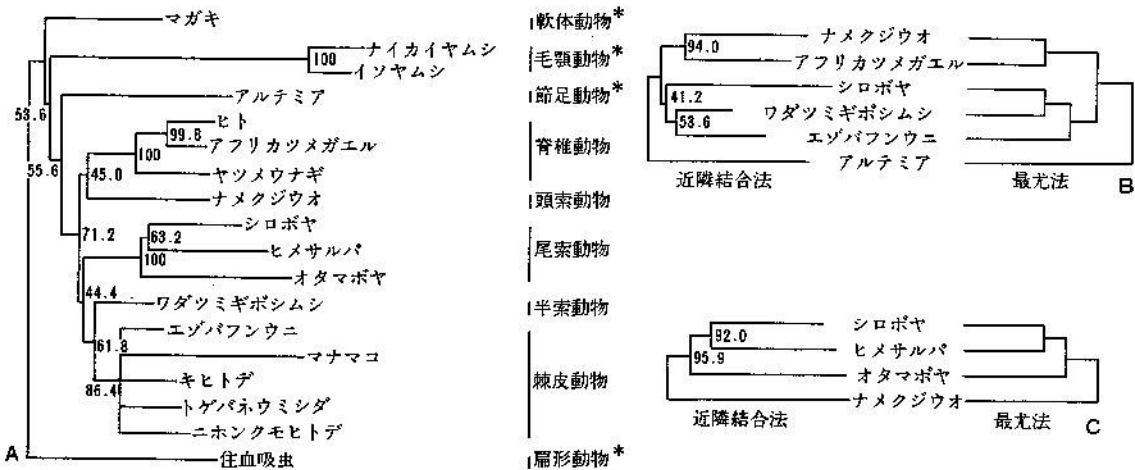 マガキ
軟体動物*
ナイカイヤムシ
100
イソヤムシ
毛顎動物*
53.6
アルテミア
節足動物*
ヒト
99.8
アフリカツメガエル
100
脊椎動物
55.6
45.0
ヤツメウナギ
ナメクジウオ
頭索動物
71.2
シロボヤ
63.2
ヒメサルパ
尾索動物
100
オタマボヤ
44.4
ワダツミギボシムシ
半索動物
61.8
エゾバフンウニ
マナマコ
86.4
キヒトデ
棘皮動物
トゲバネウミシダ
ニホンクモヒトデ
A
住血吸虫
扁形動物*
94.0
ナメクジウオ
アフリカツメガエル
41.2
シロボヤ
53.6
ワダツミギボシムシ
エゾバフンウニ
アルテミア
近隣結合法
最尤法
B
シロボヤ
92.0
ヒメサルパ
95.9
オタマボヤ
ナメクジウオ
近隣結合法
最尤法
C